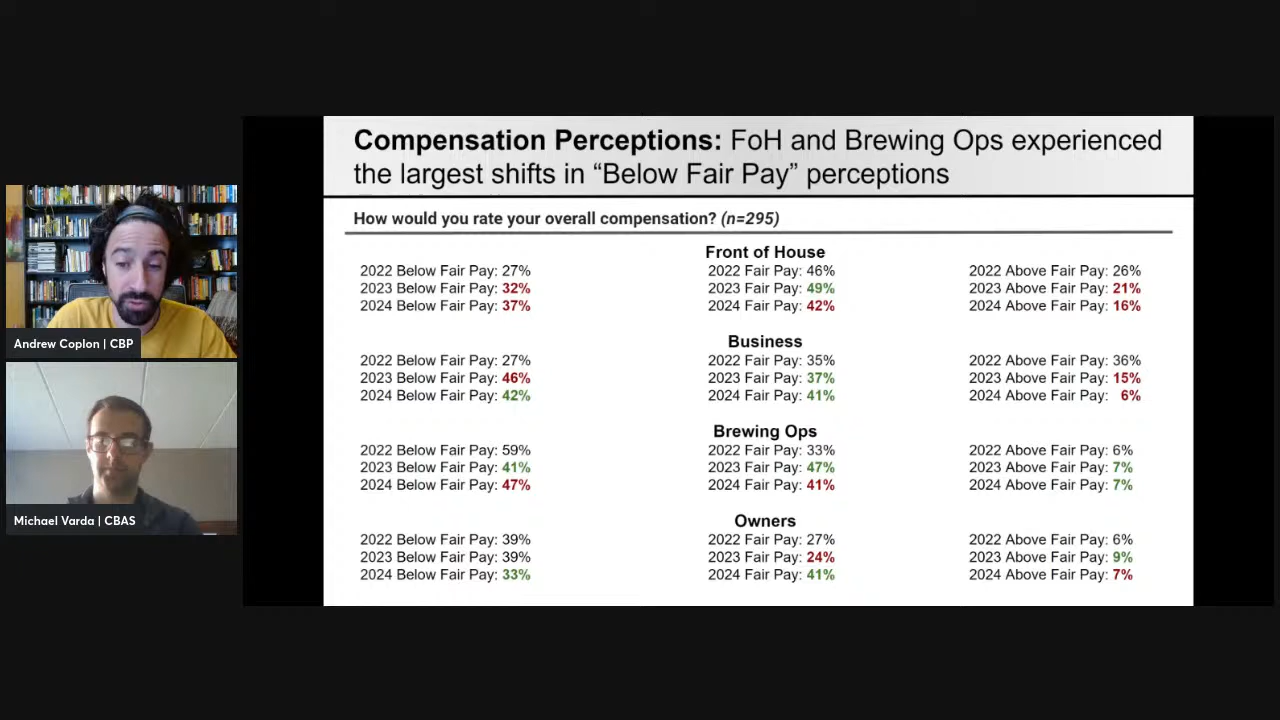 Compensation Perceptions: FoH and Brewing Ops experienced
the largest shifts in “Below Fair Pay” perceptions
How would you rate your overall compensation? (n=295)
Front of House
2022 Below Fair Pay: 27%
2023 Below Fair Pay: 32%
2024 Below Fair Pay: 37%
2022 Fair Pay: 46%
2023 Fair Pay: 49%
2024 Fair Pay: 42%
2022 Above Fair Pay: 26%
2023 Above Fair Pay: 21%
2024 Above Fair Pay: 16%
Business
2022 Below Fair Pay: 27%
2023 Below Fair Pay: 46%
2024 Below Fair Pay: 42%
2022 Fair Pay: 35%
2023 Fair Pay: 37%
2024 Fair Pay: 41%
2022 Above Fair Pay: 36%
2023 Above Fair Pay: 15%
2024 Above Fair Pay: 6%
Brewing Ops
2022 Below Fair Pay: 59%
2023 Below Fair Pay: 41%
2024 Below Fair Pay: 47%
2022 Fair Pay: 33%
2023 Fair Pay: 47%
2024 Fair Pay: 41%
2022 Above Fair Pay: 6%
2023 Above Fair Pay: 7%
2024 Above Fair Pay: 7%
Owners
2022 Below Fair Pay: 39%
2023 Below Fair Pay: 39%
2024 Below Fair Pay: 33%
2022 Fair Pay: 27%
2023 Fair Pay: 24%
2024 Fair Pay: 41%
2022 Above Fair Pay: 6%
2023 Above Fair Pay: 9%
2024 Above Fair Pay: 7%
Andrew Coplon | CBP
Michael Varda | CBAS